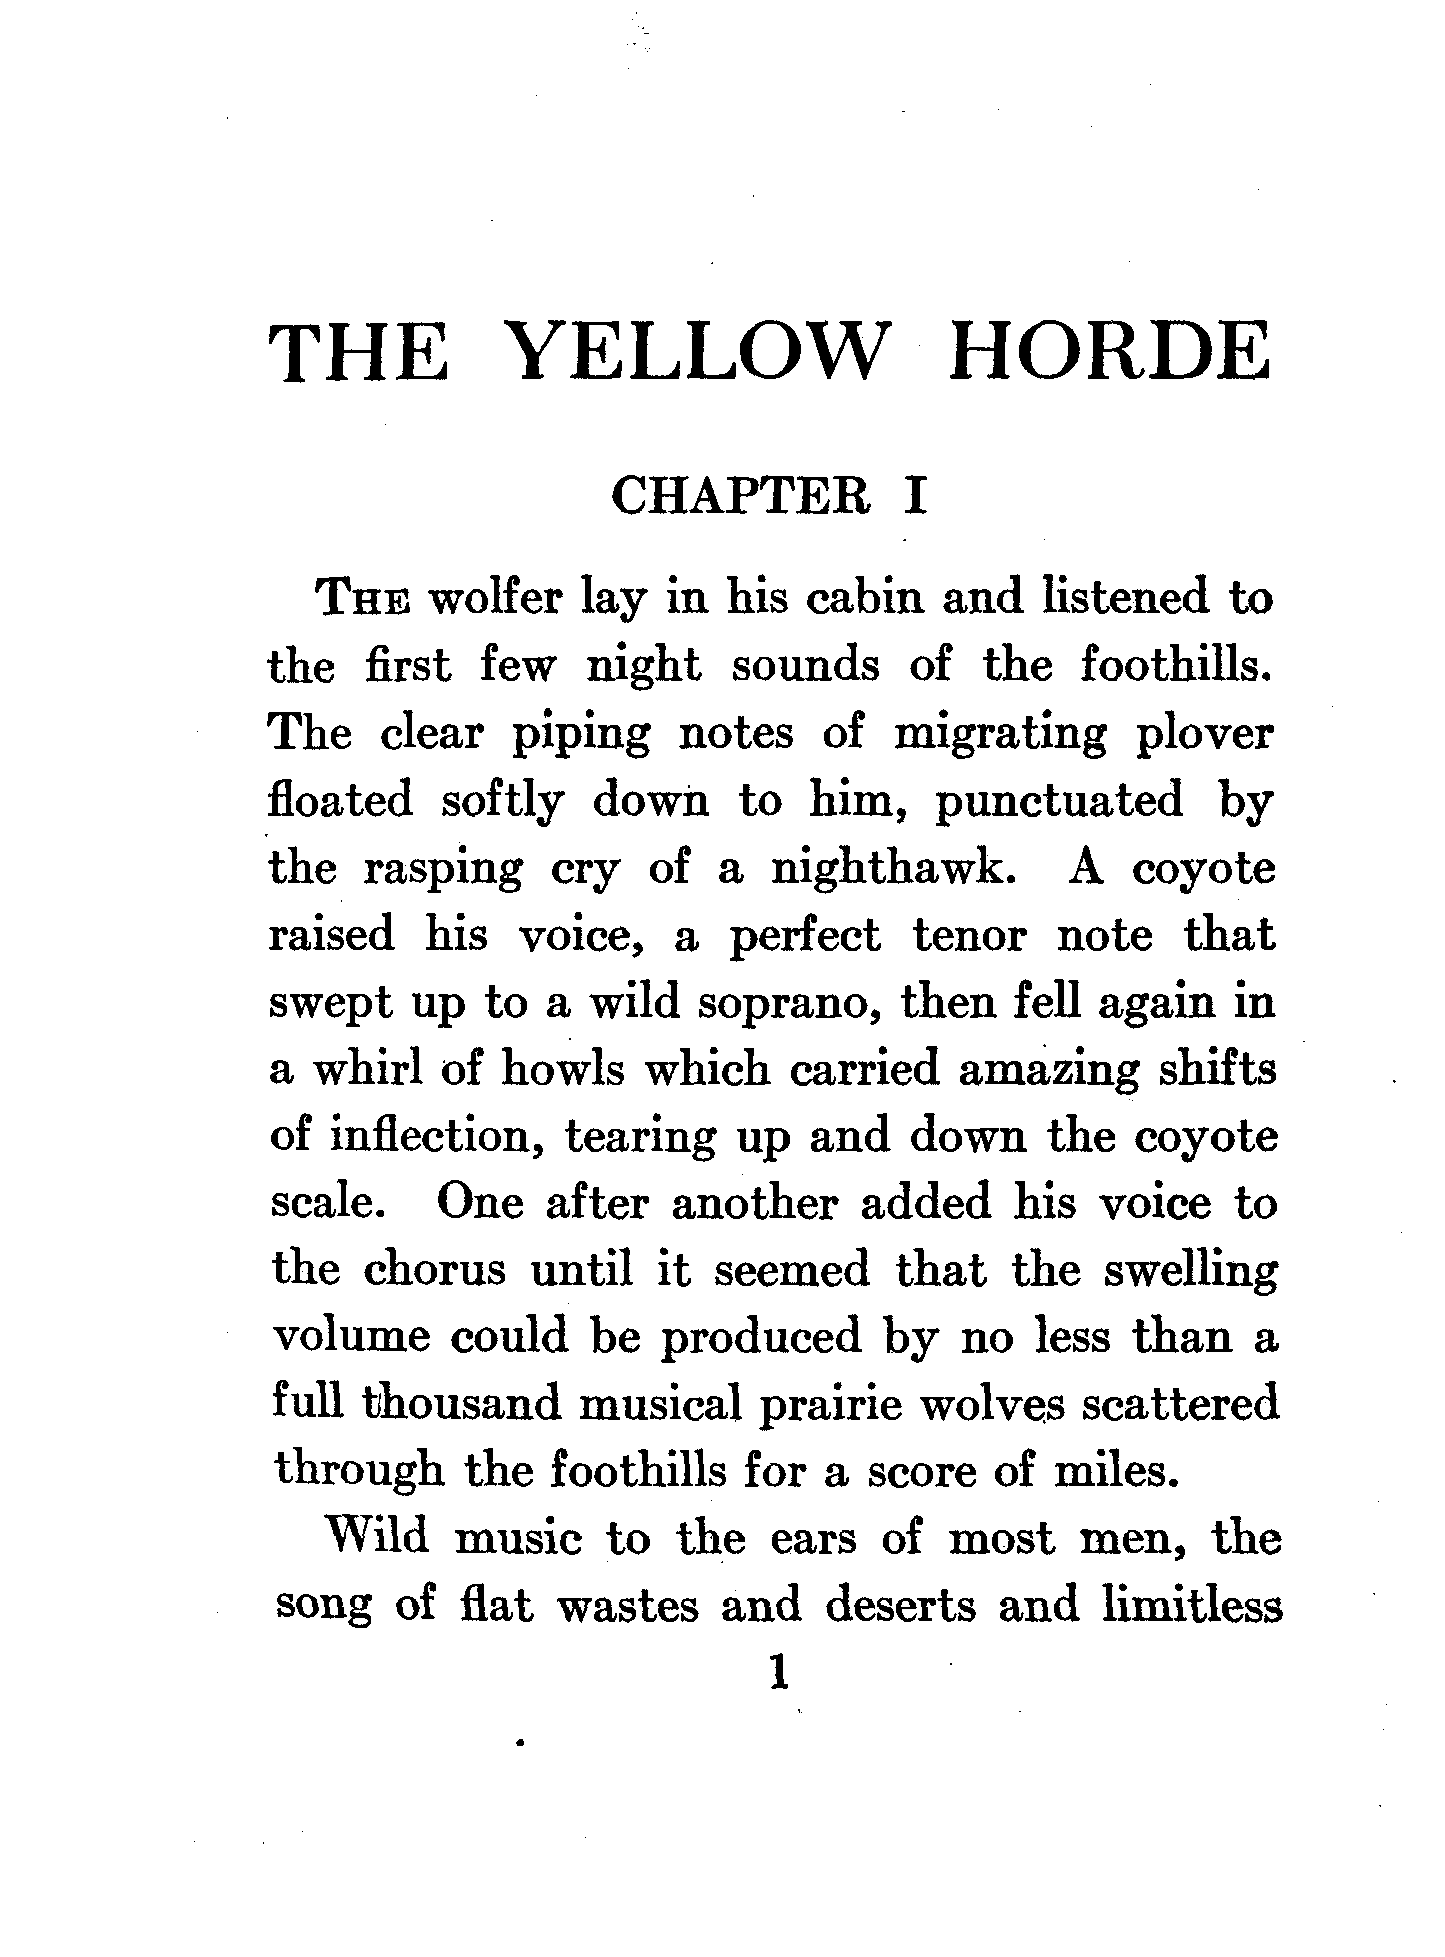 THE YELLOW HORDE
CHAPTER I
THE wolfer lay in his cabin and listened to
the first few night sounds of the foothills.
The clear piping notes of migrating plover
floated softly down to him, punctuated by
the rasping cry of a nighthawk. A coyote
raised his voice, a perfect tenor note that
swept up to a wild soprano, then fell again in
a whirl of howls which carried amazing shifts
of inflection, tearing up and down the coyote
scale. One after another added his voice to
the chorus until it seemed that the swelling
volume could be produced by no less than a
full thousand musical prairie wolves scattered
through the foothills for a score of miles.
Wild music to the ears of most men, the
song of flat wastes and deserts and limitless
1